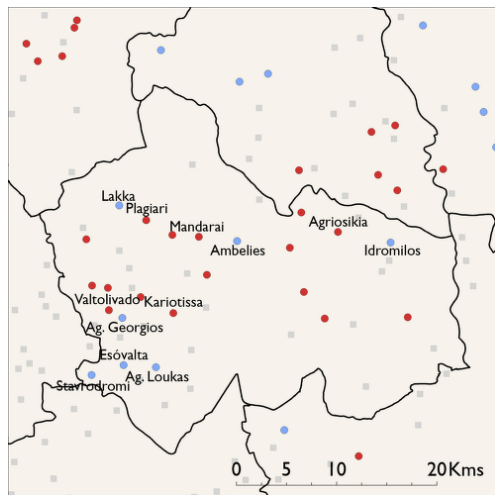 Lakka
Plagiari
Mandarai
Agriosikia
Ambelies
Idromilos
Valtolivado
Kariotissa
Ag. Georgios
Esóvalta
Ag. Loukas
Stavrodromi
0 5 10 20Kms